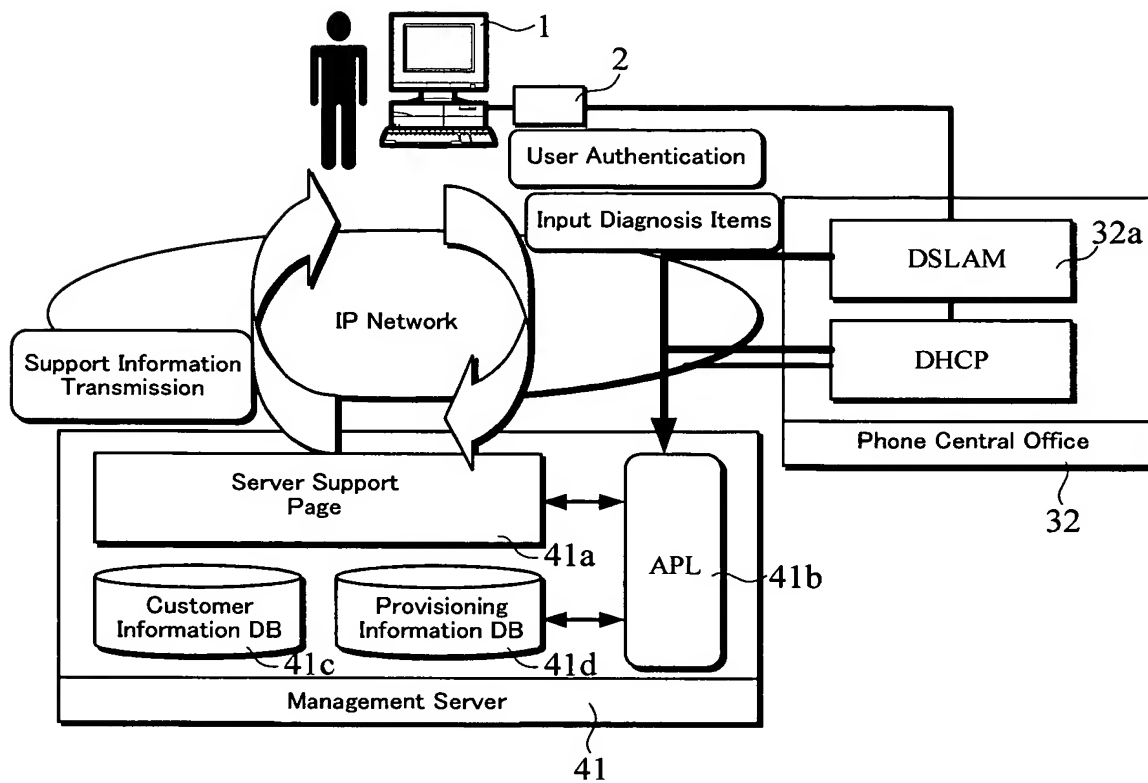 1
2
User Authentication
Input Diagnosis Items
DSLAM
32a
IP Network
DHCP
Support Information
Transmission
Phone Central Office
32
Server Support
Page
41a
APL
41b
Customer
Information DB
41c
Provisioning
Information DB
41d
Management Server
41